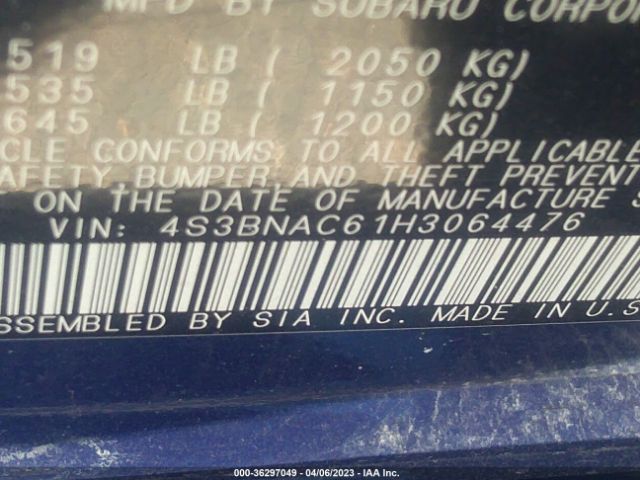 MFD BY SUBARU CORPOR
519 LB ( 2050 KG)
535 LB ( 1150 KG)
645 LB ( 1200 KG)
CLE CONFORMS TO ALL APPLICABLE
AFETY BUMPER AND THEFT PREVENT
ON THE DATE OF MANUFACTURE S
VIN: 4S3BNAC61H3064476
SSEMBLED BY SIA INC. MADE IN U.S
000-36297049 - 04/06/2023 - IAA Inc.